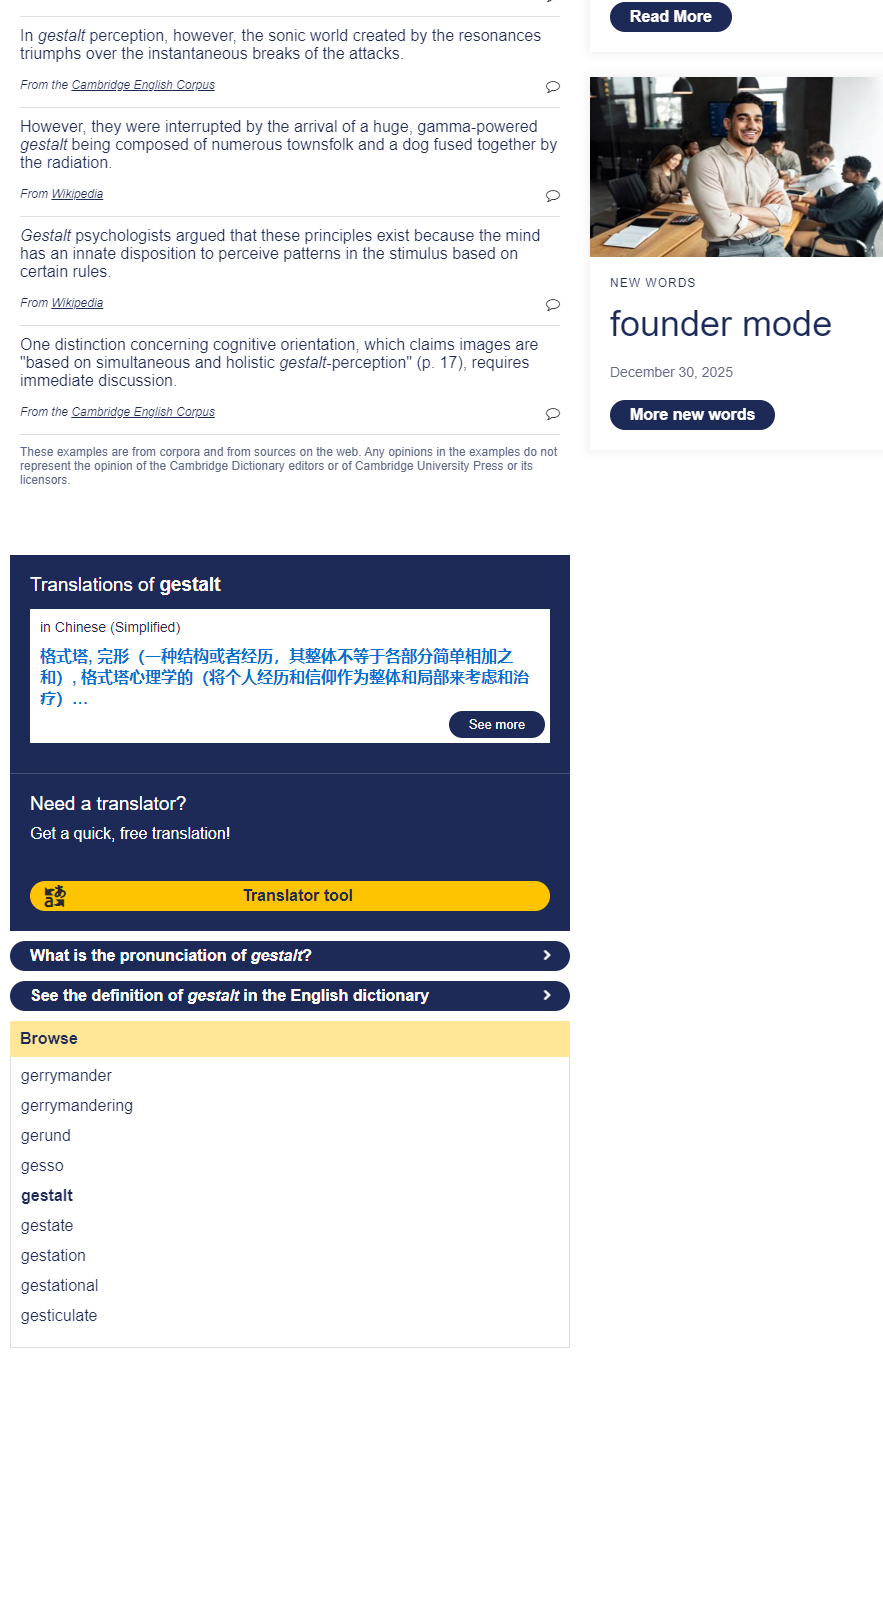 In gestalt perception, however, the sonic world created by the resonances
triumphs over the instantaneous breaks of the attacks.
From the Cambridge English Corpus
However, they were interrupted by the arrival of a huge, gamma-powered
gestalt being composed of numerous townsfolk and a dog fused together by
the radiation.
From Wikipedia
Gestalt psychologists argued that these principles exist because the mind
has an innate disposition to perceive patterns in the stimulus based on
certain rules.
From Wikipedia
One distinction concerning cognitive orientation, which claims images are
"based on simultaneous and holistic gestalt-perception" (p. 17), requires
immediate discussion.
From the Cambridge English Corpus
These examples are from corpora and from sources on the web. Any opinions in the examples do not
represent the opinion of the Cambridge Dictionary editors or of Cambridge University Press or its
licensors.
Translations of gestalt
in Chinese (Simplified)
格式塔, 完形（一种结构或者经历，其整体不等于各部分简单相加之
和）, 格式塔心理学的（将个人经历和信仰作为整体和局部来考虑和治
疗）…
See more
Need a translator?
Get a quick, free translation!
Translator tool
What is the pronunciation of gestalt?
See the definition of gestalt in the English dictionary
Browse
gerrymander
gerrymandering
gerund
gesso
gestalt
gestate
gestation
gestational
gesticulate
Read More
NEW WORDS
founder mode
December 30, 2025
More new words